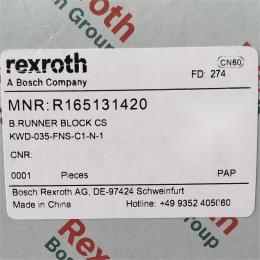 rexroth
A Bosch Company
CN60
FD: 274
MNR: R165131420
B.RUNNER BLOCK CS
KWD-035-FNS-C1-N-1
CNR:
0001 Pieces PAP
Bosch Rexroth AG, DE-97424 Schweinfurt
Made in China Hotline: +49 9352 405060